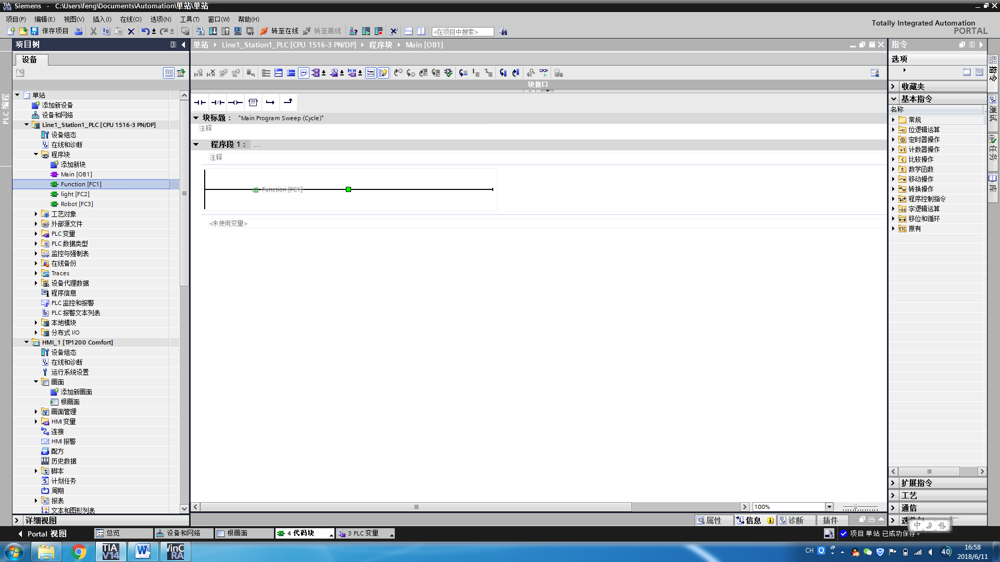 Siemens - C:\Users\feng\Documents\Automation\单站\单站
项目(P) 编辑(E) 视图(V) 插入(I) 在线(O) 选项(N) 工具(T) 窗口(W) 帮助(H)
Totally Integrated Automation
PORTAL
保存项目 转至在线 转至离线 <在项目中搜索>
项目树
单站 Line1_Station1_PLC [CPU 1516-3 PN/DP] 程序块 Main [OB1]
指令
设备
选项
PLC 编程
块接口
单站
添加新设备
设备和网络
Line1_Station1_PLC [CPU 1516-3 PN/DP]
设备组态
在线和诊断
程序块
添加新块
Main [OB1]
Function [FC1]
light [FC2]
Robot [FC3]
工艺对象
外部源文件
PLC 变量
PLC 数据类型
监控与强制表
在线备份
Traces
设备代理数据
程序信息
PLC 监控和报警
PLC 报警文本列表
本地模块
分布式 I/O
HMI_1 [TP1200 Comfort]
设备组态
在线和诊断
运行系统设置
画面
添加新画面
根画面
画面管理
HMI 变量
连接
HMI 报警
配方
历史数据
脚本
计划任务
周期
报表
文本和图形列表
详细视图
块标题： "Main Program Sweep (Cycle)"
注释
程序段 1： .....
注释
Function [FC1]
<未使用变量>
100%
属性 信息 诊断 插件
收藏夹
基本指令
名称
常规
位逻辑运算
定时器操作
计数器操作
比较操作
数学函数
移动操作
转换操作
程序控制指令
字逻辑运算
移位和循环
原有
扩展指令
工艺
通信
指令
测试
任务
库
Portal 视图 总览 设备和网络 根画面 4 代码块 3 PLC 变量
项目 单站 已成功保存。
中
TIA V14
CH
40
16:58
2018/6/11